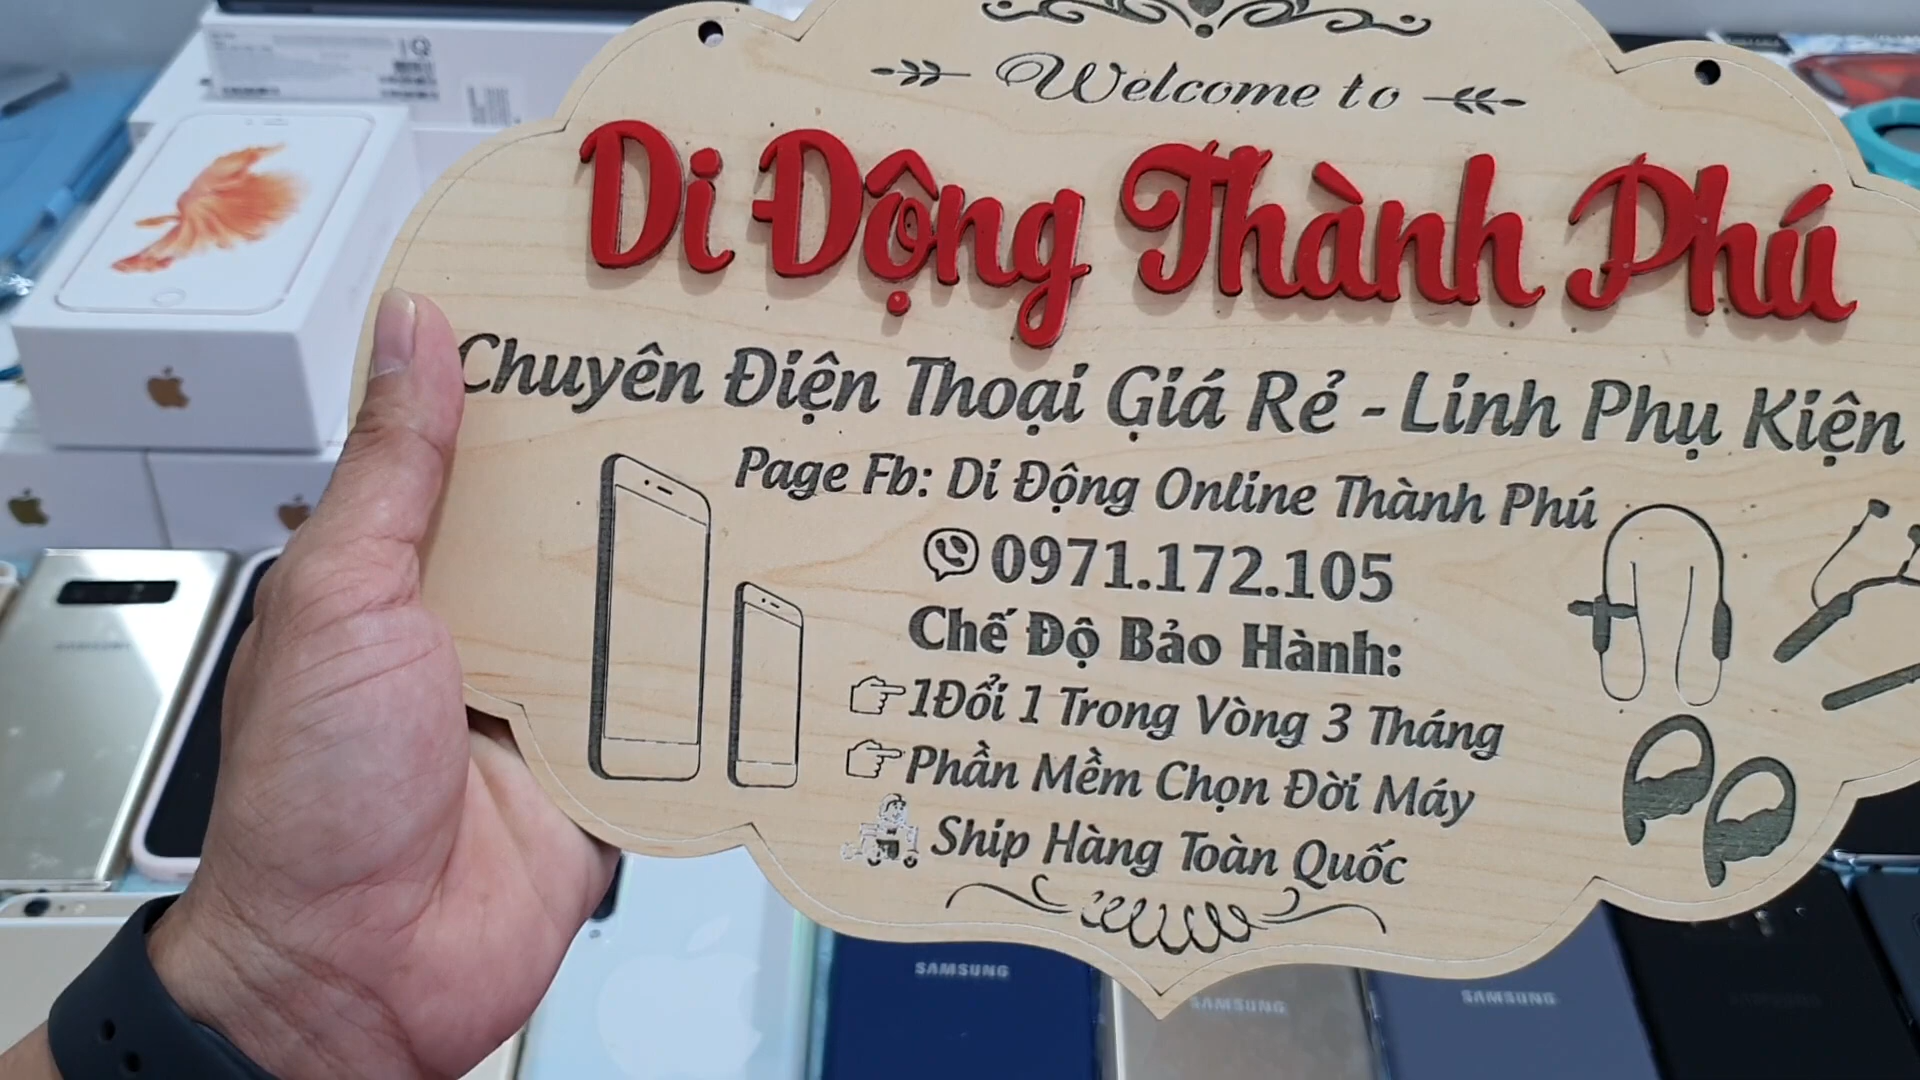 Welcome to
Di Động Thành Phú
Chuyên Điện Thoại Giá Rẻ - Linh Phụ Kiện
Page Fb: Di Động Online Thành Phú
0971.172.105
Chế Độ Bảo Hành:
1Đổi 1 Trong Vòng 3 Tháng
Phần Mềm Chọn Đời Máy
Ship Hàng Toàn Quốc
SAMSUNG
SAMSUNG
SAMSUNG
SAMSUNG
SAMSUNG